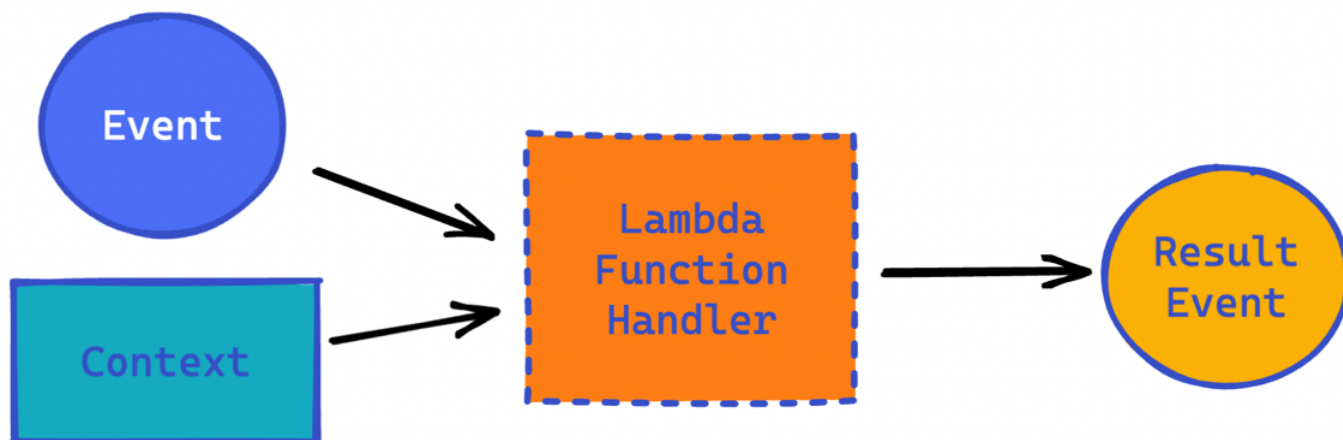 Event
Context
Lambda
Function
Handler
Result
Event